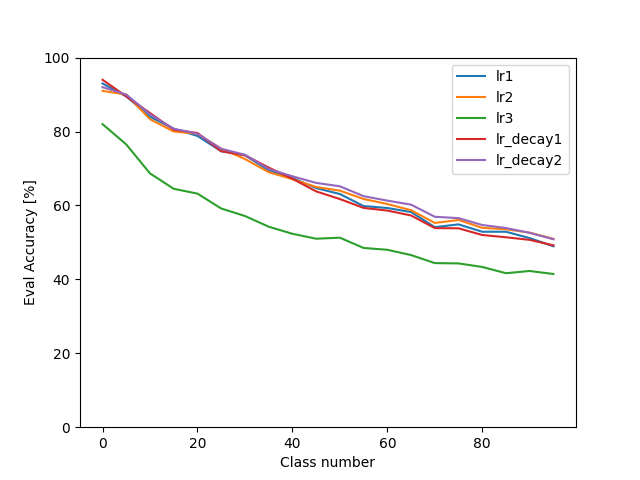 100
80
60
40
20
0
Eval Accuracy [%]
lr1
lr2
lr3
lr_decay1
lr_decay2
0 20 40 60 80
Class number